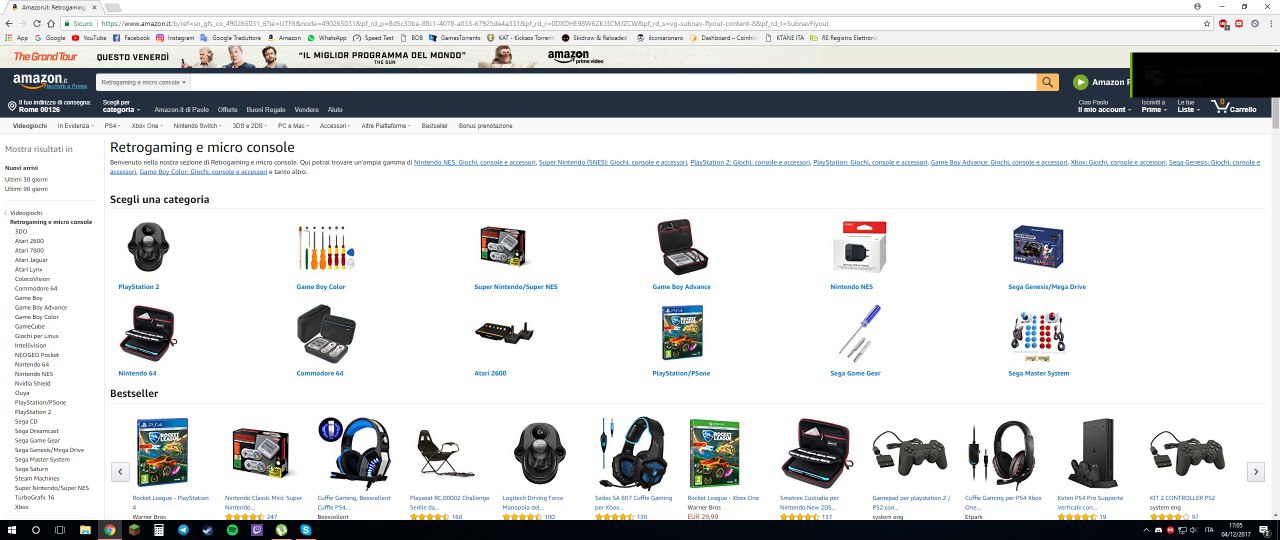 Amazon.it: Retrogaming
Sicuro
https://www.amazon.it/b/ref=sn_gfs_co_490265031_6?ie=UTF8&node=490265031&pf_rd_p=8d5c33ba-88cf-4078-a033-67925de4a331&pf_rd_r=0DXDHE98W6ZKJ3CMJZCW&pf_rd_s=vg-subnav-flyout-content-8&pf_rd_t=SubnavFlyout
App
Google
YouTube
Facebook
Instagram
Google Traduttore
Amazon
WhatsApp
Speed Test
BOB
GamesTorrents
KAT - Kickass Torrent
Skidrow & Reloaded
ilcorsaronero
Dashboard – Coinhiv
KTANE ITA
RE Registro Elettron
The Grand Tour
QUESTO VENERDÌ
"IL MIGLIOR PROGRAMMA DEL MONDO"
THE SUN
amazon
prime video
amazon.it
Iscriviti a Prime
Retrogaming e micro console
Amazon
Il tuo indirizzo di consegna:
Rome 00126
Scegli per
categoria
Amazon.it di Paolo
Offerte
Buoni Regalo
Vendere
Aiuto
Ciao Paolo
Il mio account
Iscriviti a
Prime
Le tue
Liste
0
Carrello
Videogiochi
In Evidenza
PS4
Xbox One
Nintendo Switch
3DS e 2DS
PC e Mac
Accessori
Altre Piattaforme
Bestseller
Bonus prenotazione
Mostra risultati in
Nuovi arrivi
Ultimi 30 giorni
Ultimi 90 giorni
Videogiochi
Retrogaming e micro console
3DO
Atari 2600
Atari 7800
Atari Jaguar
Atari Lynx
ColecoVision
Commodore 64
Game Boy
Game Boy Advance
Game Boy Color
GameCube
Giochi per Linux
Intellivision
NEOGEO Pocket
Nintendo 64
Nintendo NES
Nvidia Shield
Ouya
PlayStation/PSone
PlayStation 2
Sega CD
Sega Dreamcast
Sega Game Gear
Sega Genesis/Mega Drive
Sega Master System
Sega Saturn
Steam Machines
Super Nintendo/Super NES
TurboGrafx 16
Xbox
Retrogaming e micro console
Benvenuto nella nostra sezione di Retrogaming e micro console. Qui potrai trovare un'ampia gamma di Nintendo NES: Giochi, console e accessori, Super Nintendo (SNES): Giochi, console e accessori, PlayStation 2: Giochi, console e accessori, PlayStation: Giochi, console e accessori, Game Boy Advance: Giochi, console e accessori, Xbox: Giochi, console e accessori, Sega Genesis: Giochi, console e
accessori, Game Boy Color: Giochi, console e accessori e tanto altro.
Scegli una categoria
PlayStation 2
Game Boy Color
Super Nintendo/Super NES
Game Boy Advance
Nintendo NES
Sega Genesis/Mega Drive
Nintendo 64
Commodore 64
Atari 2600
PlayStation/PSone
Sega Game Gear
Sega Master System
Bestseller
Rocket League - PlayStation
4
Warner Bros
Nintendo Classic Mini: Super
Nintendo...
247
Cuffie Gaming, Beexcellent
Cuffie PS4...
Beexcellent
Playseat RC.00002 Challenge
Sedile da...
160
Logitech Driving Force
Manopola del...
100
Sades SA 807 Cuffie Gaming
per Xbox One...
130
Rocket League - Xbox One
Warner Bros
EUR 29,99
Smatree Custodia per
Nintendo New 2DS...
137
Gamepad per playstation 2 /
PS2 con...
system eng
Cuffie Gaming per PS4 Xbox
One...
Etpark
Keten PS4 Pro Supporto
Verticale con...
19
KIT 2 CONTROLLER PS2
system eng
97
ITA
17:05
04/12/2017